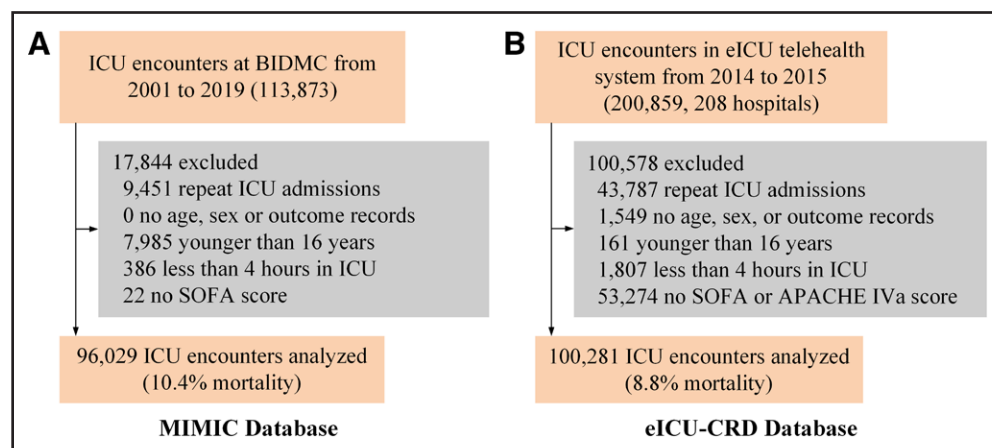 A
ICU encounters at BIDMC from
2001 to 2019 (113,873)
17,844 excluded
9,451 repeat ICU admissions
0 no age, sex or outcome records
7,985 younger than 16 years
386 less than 4 hours in ICU
22 no SOFA score
96,029 ICU encounters analyzed
(10.4% mortality)
MIMIC Database
B
ICU encounters in eICU telehealth
system from 2014 to 2015
(200,859, 208 hospitals)
100,578 excluded
43,787 repeat ICU admissions
1,549 no age, sex, or outcome records
161 younger than 16 years
1,807 less than 4 hours in ICU
53,274 no SOFA or APACHE IVa score
100,281 ICU encounters analyzed
(8.8% mortality)
eICU-CRD Database